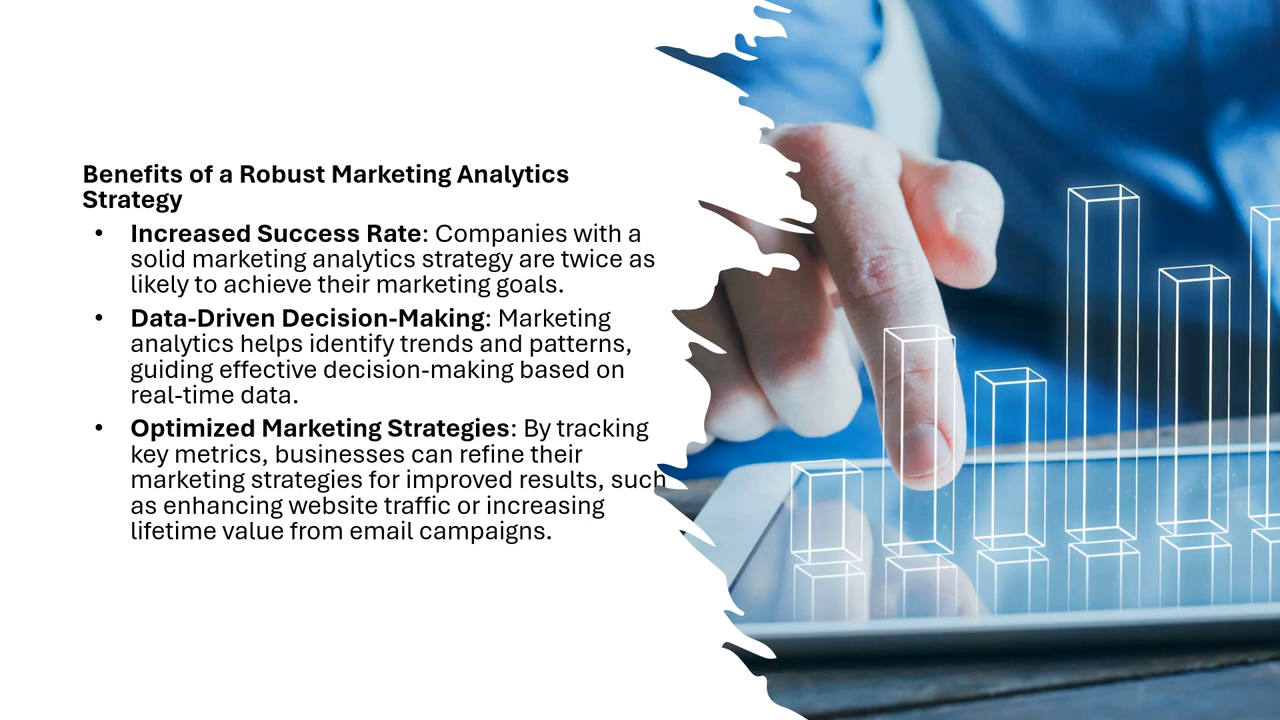 Benefits of a Robust Marketing Analytics
Strategy
• Increased Success Rate: Companies with a
solid marketing analytics strategy are twice as
likely to achieve their marketing goals.
• Data-Driven Decision-Making: Marketing
analytics helps identify trends and patterns,
guiding effective decision-making based on
real-time data.
• Optimized Marketing Strategies: By tracking
key metrics, businesses can refine their
marketing strategies for improved results, such
as enhancing website traffic or increasing
lifetime value from email campaigns.